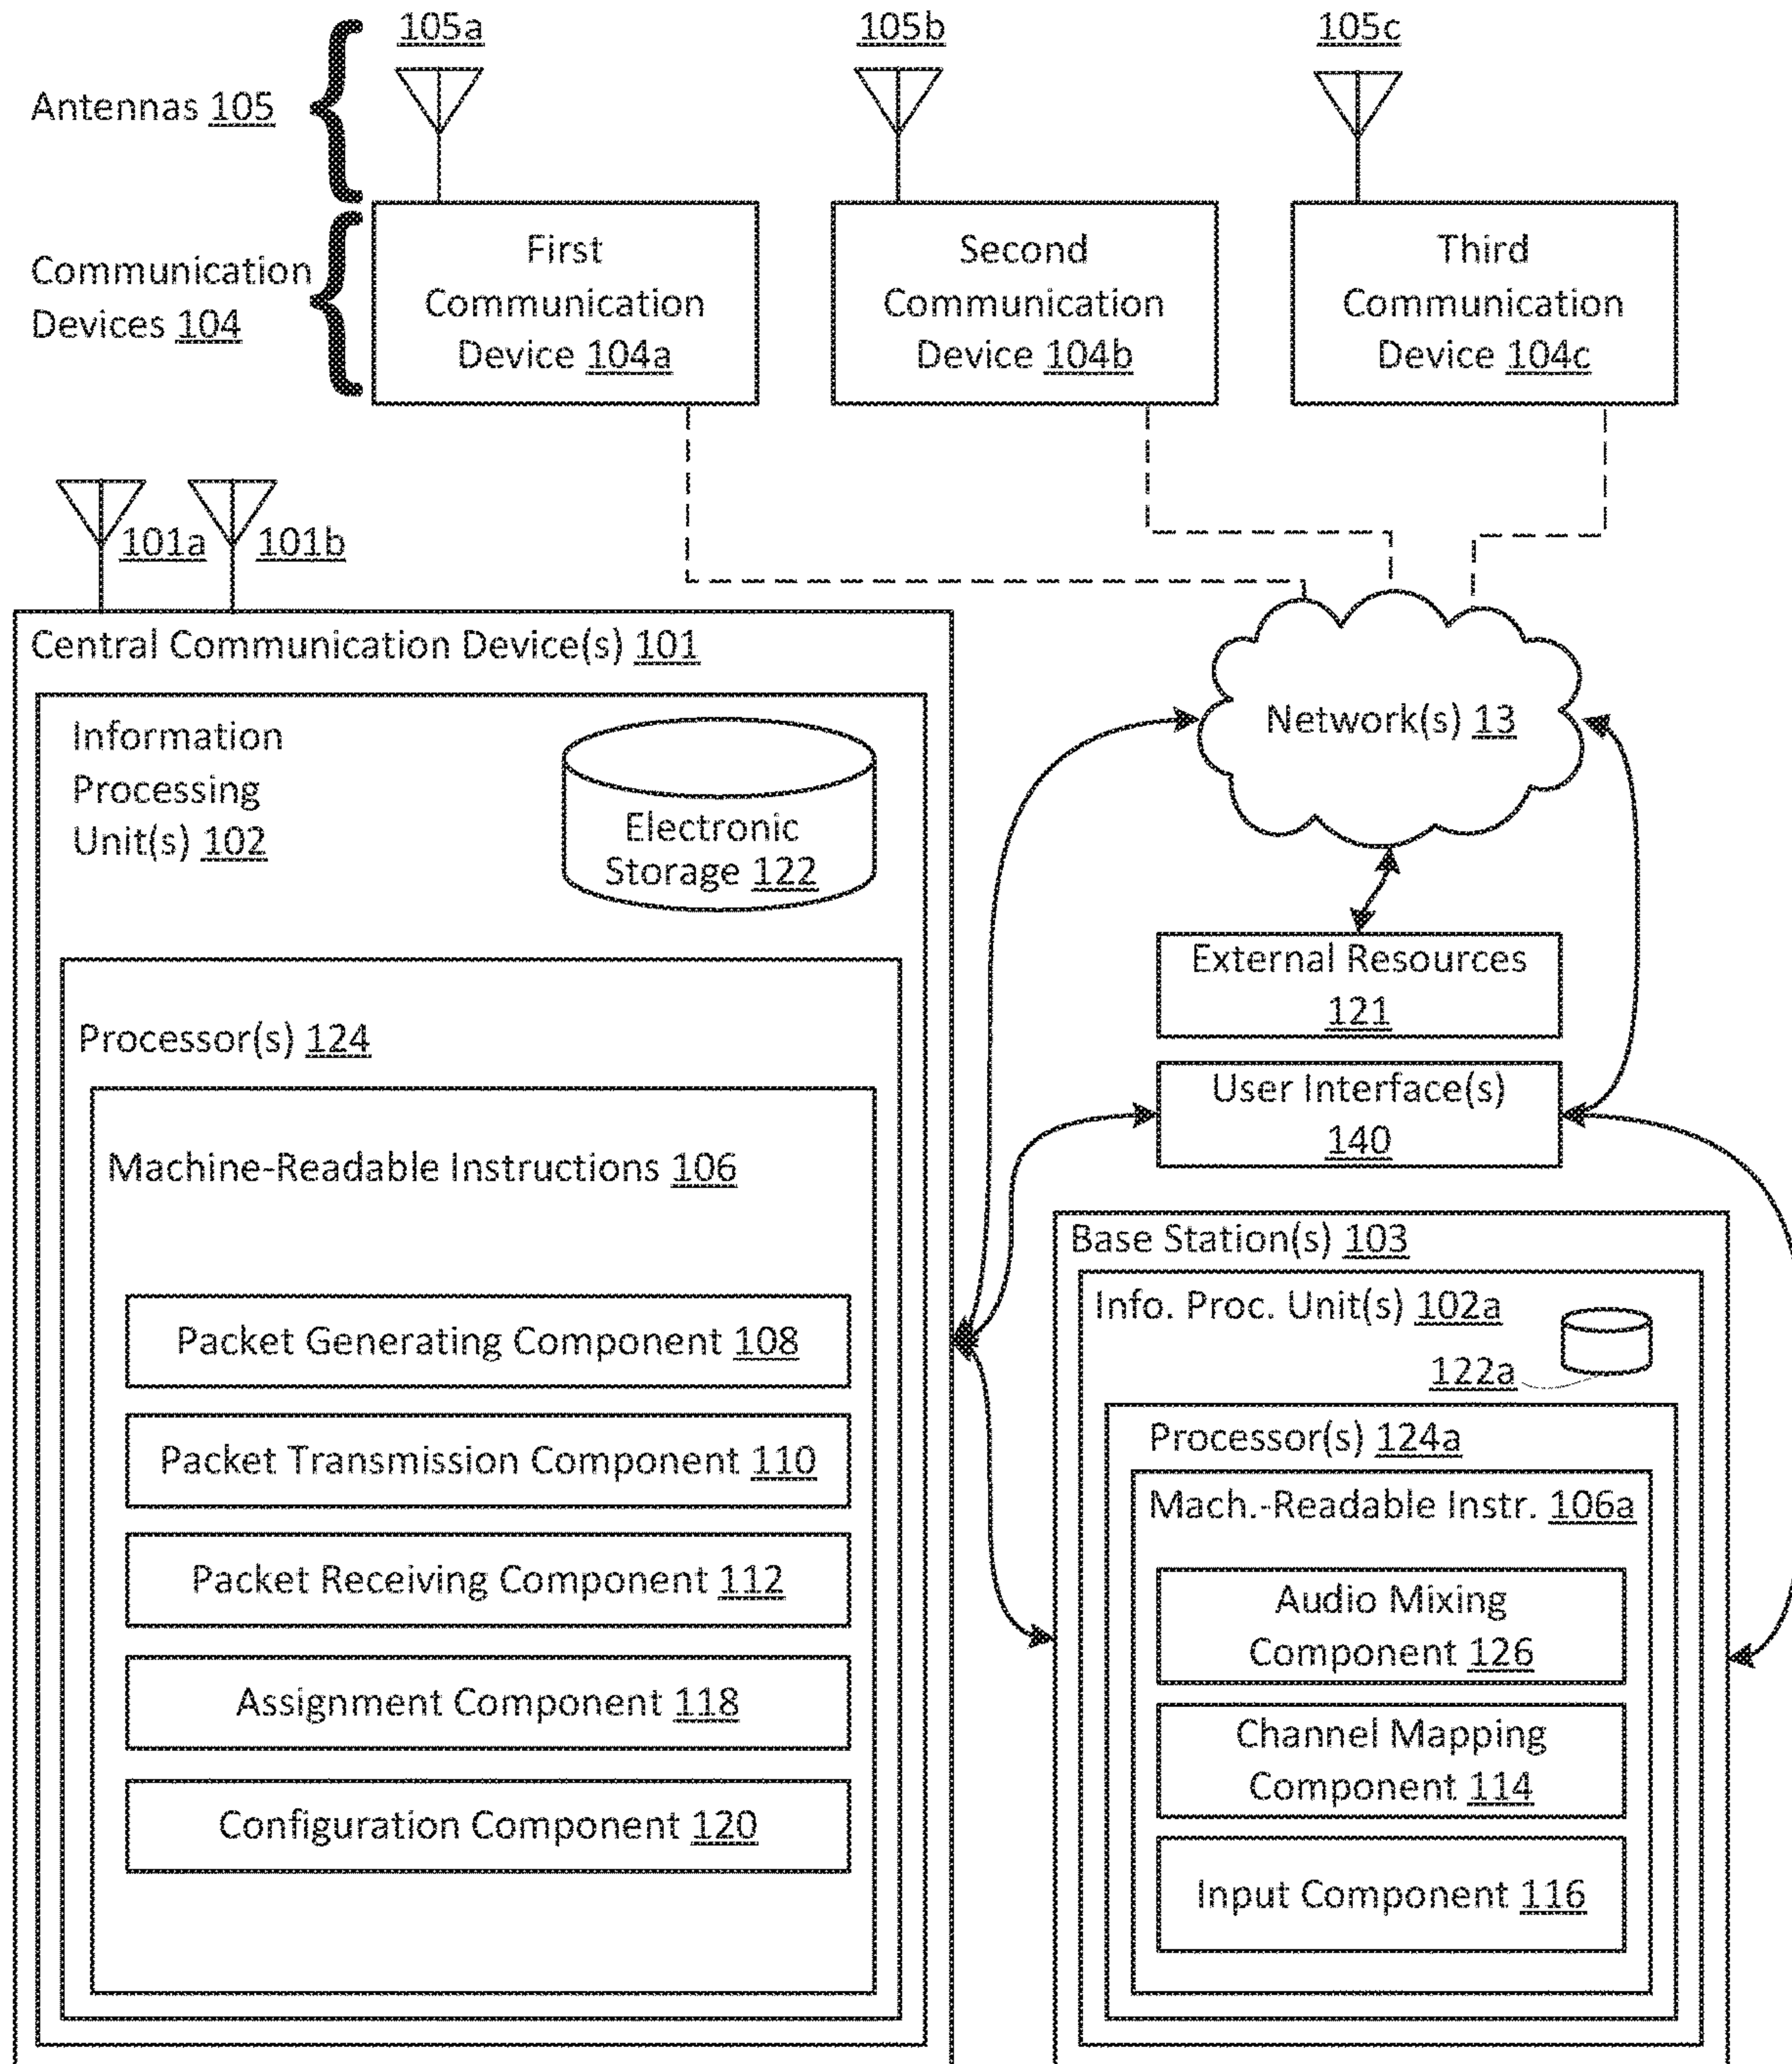 105a
105b
105c
Antennas 105
Communication
Devices 104
First
Communication
Device 104a
Second
Communication
Device 104b
Third
Communication
Device 104c
101a
101b
Central Communication Device(s) 101
Information
Processing
Unit(s) 102
Electronic
Storage 122
Processor(s) 124
Machine-Readable Instructions 106
Packet Generating Component 108
Packet Transmission Component 110
Packet Receiving Component 112
Assignment Component 118
Configuration Component 120
Network(s) 13
External Resources
121
User Interface(s)
140
Base Station(s) 103
Info. Proc. Unit(s) 102a
122a
Processor(s) 124a
Mach.-Readable Instr. 106a
Audio Mixing
Component 126
Channel Mapping
Component 114
Input Component 116